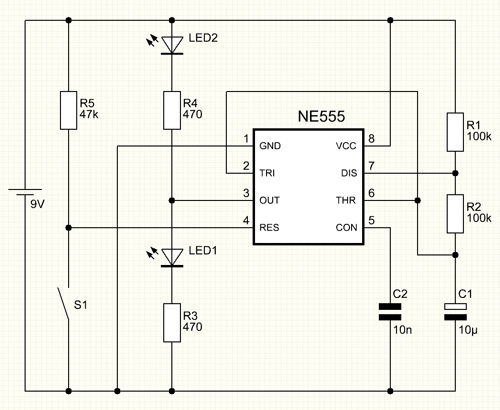 LED2
R5
47k
R4
470
NE555
R1
100k
1
GND
VCC
8
2
TRI
DIS
7
3
OUT
THR
6
4
RES
CON
5
R2
100k
9V
LED1
S1
R3
470
C2
10n
C1
10µ